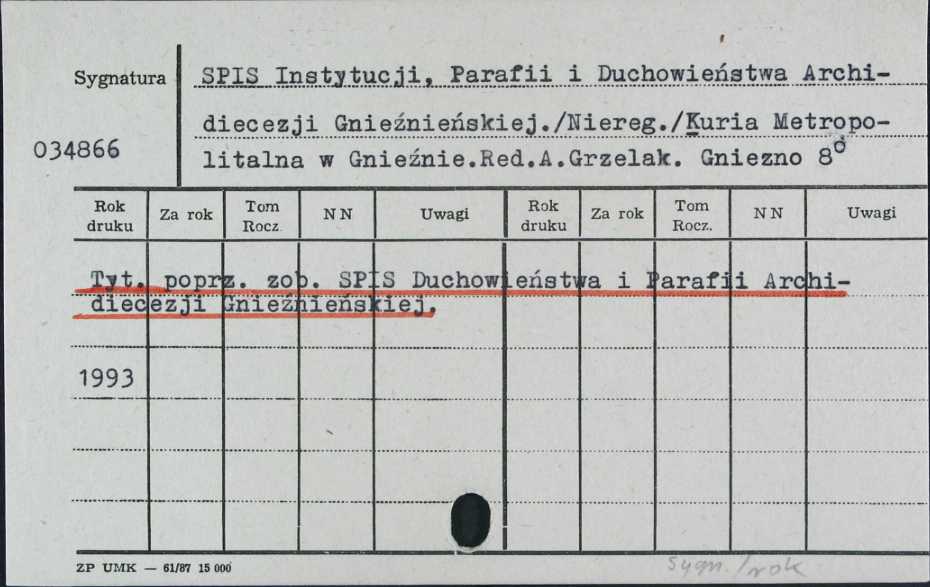 Sygnatura
SPIS Instytucji, Parafii i Duchowieństwa Archi-
diecezji Gnieźnieńskiej./Niereg./Kuria Metropo-
034866
litalna w Gnieźnie.Red.A.Grzelak. Gniezno 8°
Rok druku Za rok Tom Rocz. NN Uwagi Rok druku Za rok Tom Rocz. NN Uwagi
Tyt. poprz. zob. SPIS Duchowieństwa i Parafii Archi-
diecezji Gnieźnieńskiej.
1993
ZP UMK — 61/87 15 000
sygn./rok